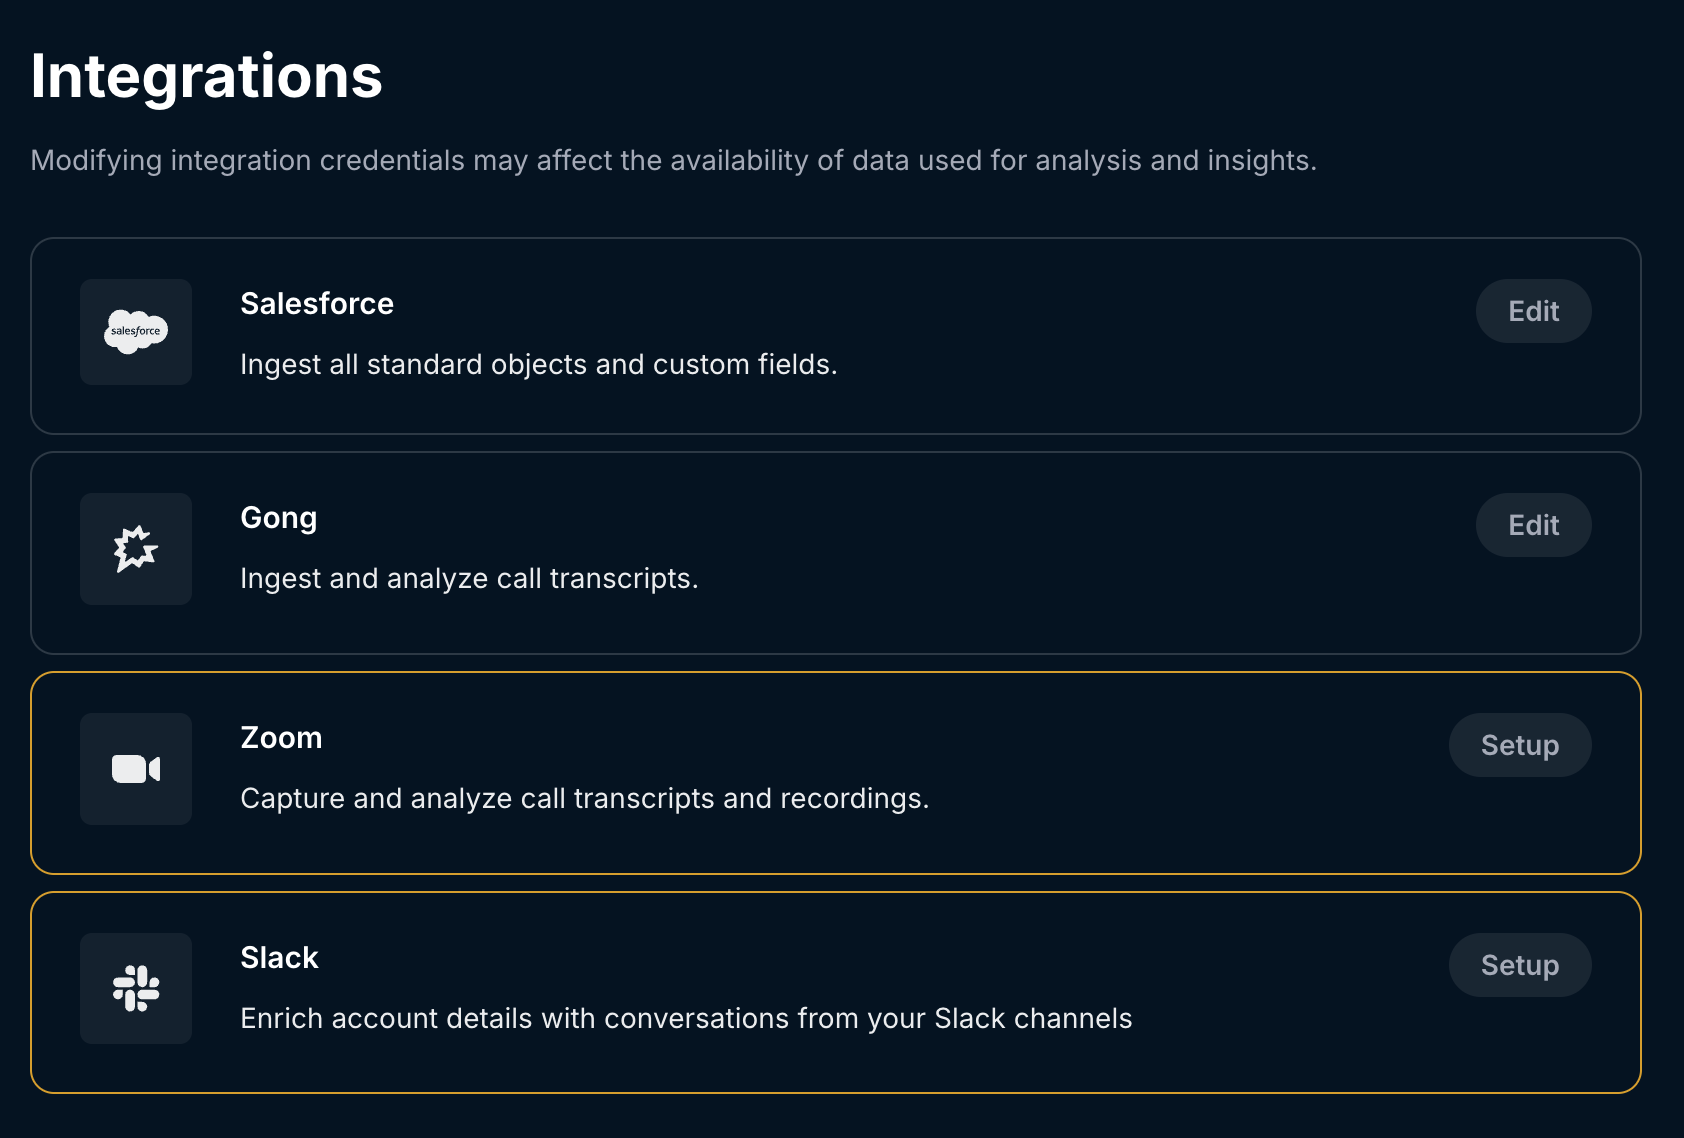 Integrations
Modifying integration credentials may affect the availability of data used for analysis and insights.
salesforce
Salesforce
Edit
Ingest all standard objects and custom fields.
Gong
Edit
Ingest and analyze call transcripts.
Zoom
Setup
Capture and analyze call transcripts and recordings.
Slack
Setup
Enrich account details with conversations from your Slack channels